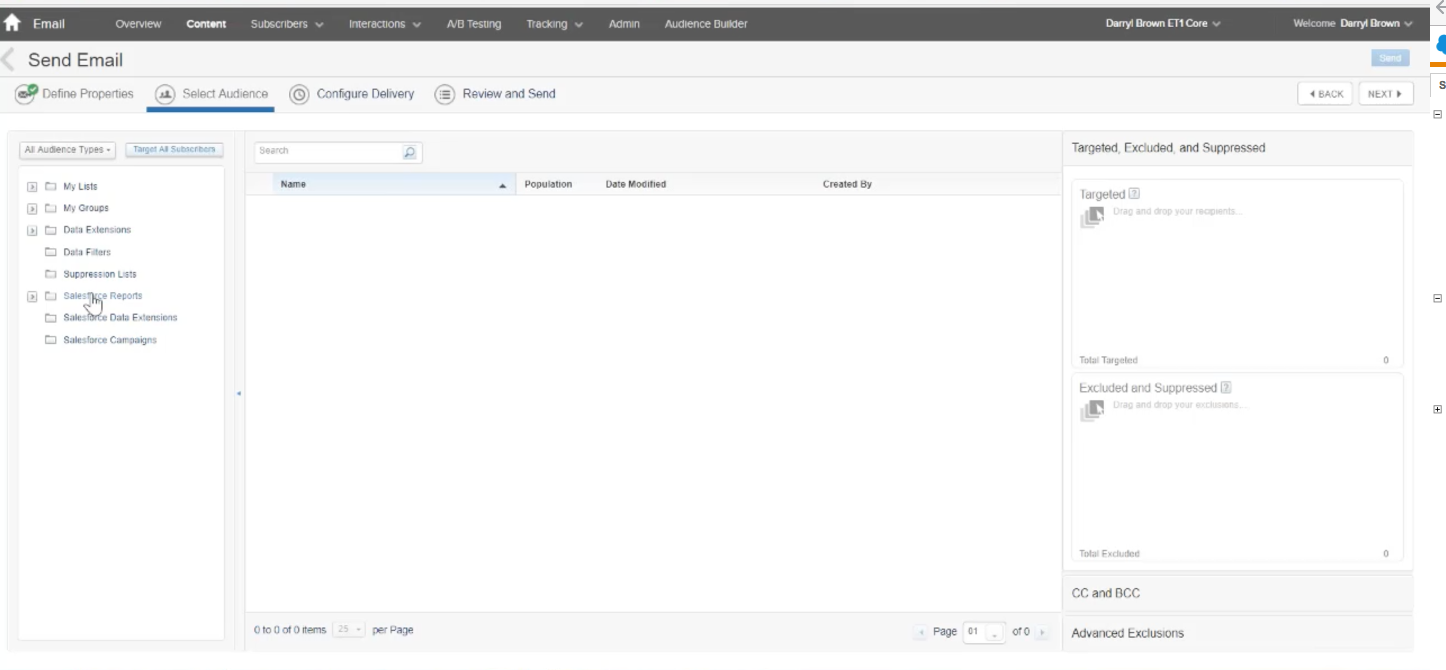 Email Overview Content Subscribers Interactions A/B Testing Tracking Admin Audience Builder Darryl Brown ET1 Core Welcome Darryl Brown
Send Email Send
Define Properties Select Audience Configure Delivery Review and Send BACK NEXT
S
All Audience Types Target All Subscribers Search Targeted, Excluded, and Suppressed
Name Population Date Modified Created By
My Lists
My Groups
Data Extensions
Data Filters
Suppression Lists
Salesforce Reports
Salesforce Data Extensions
Salesforce Campaigns
Targeted ?
Drag and drop your recipients...
Total Targeted 0
Excluded and Suppressed ?
Drag and drop your exclusions...
Total Excluded 0
CC and BCC
0 to 0 of 0 items 25 per Page Page 01 of 0
Advanced Exclusions